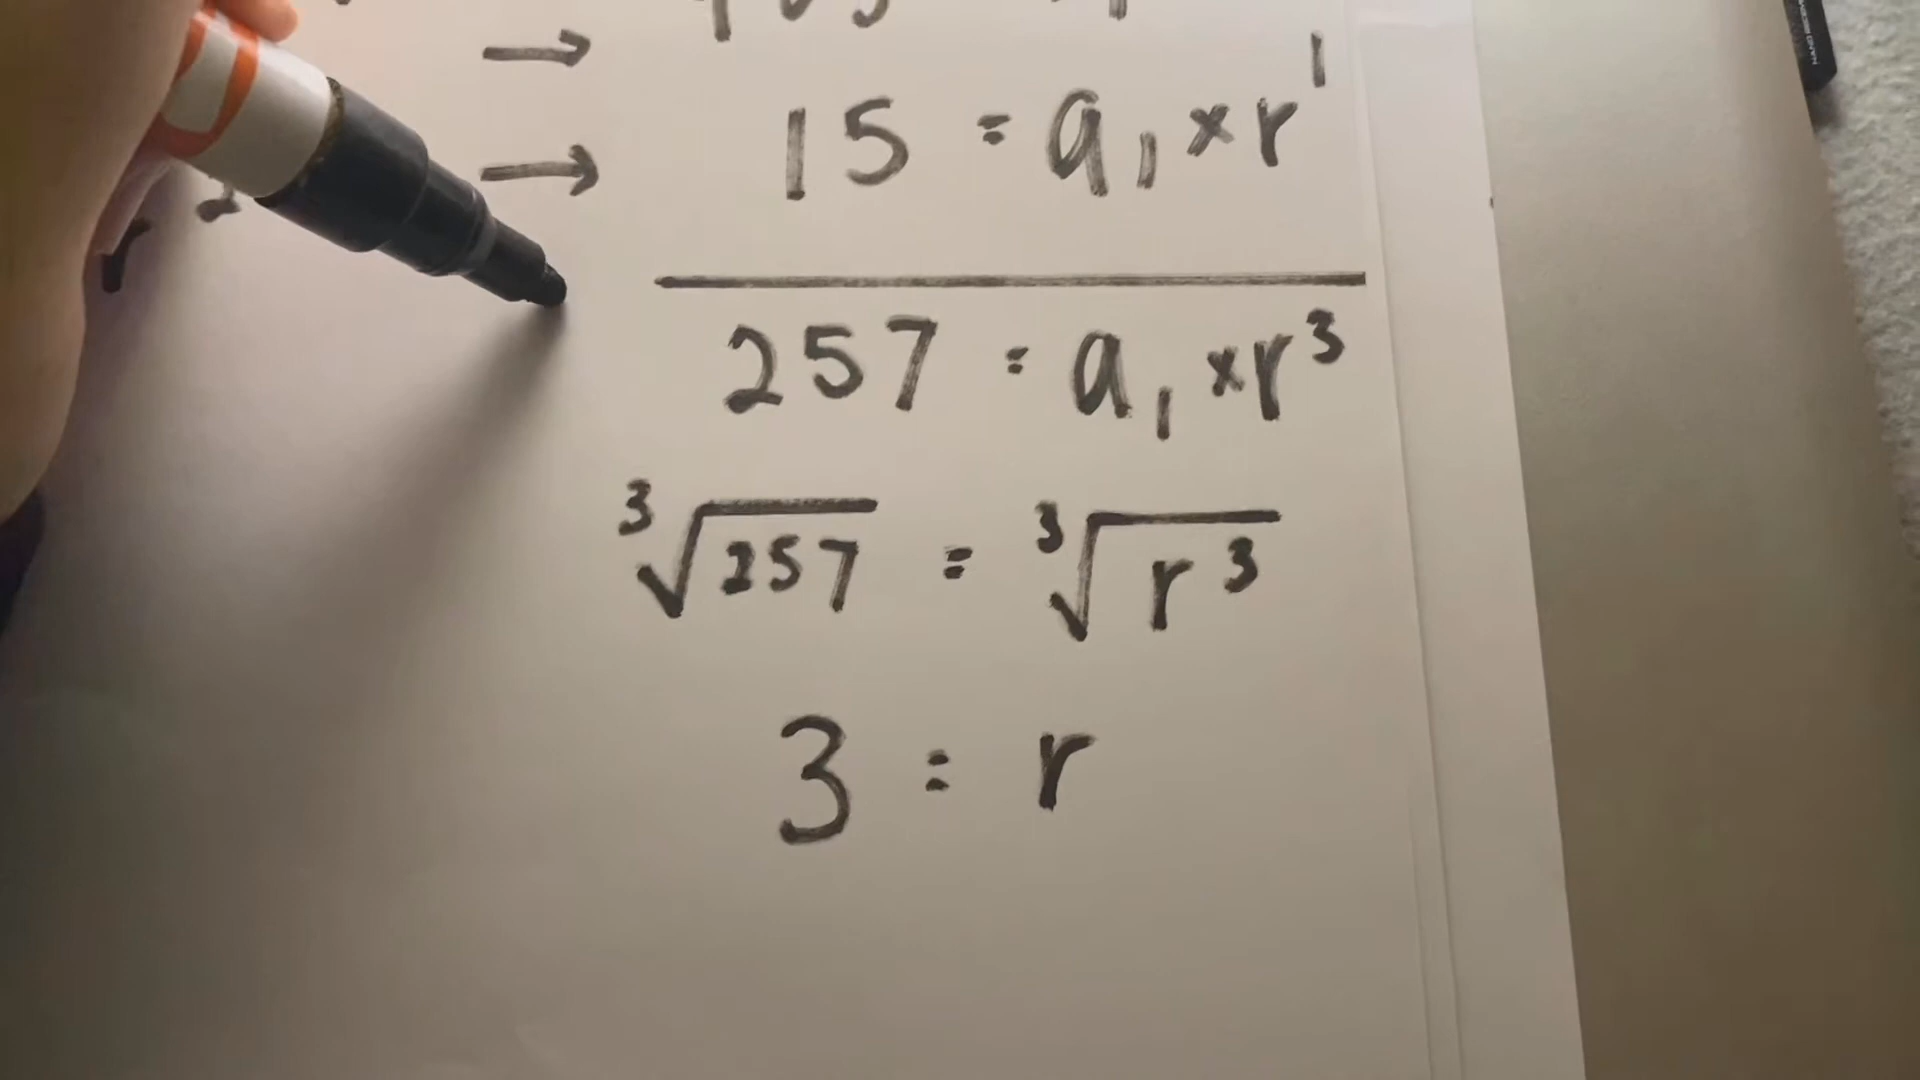 15 = a₁ × r¹
257 = a₁ × r³
³√257 = ³√r³
3 = r